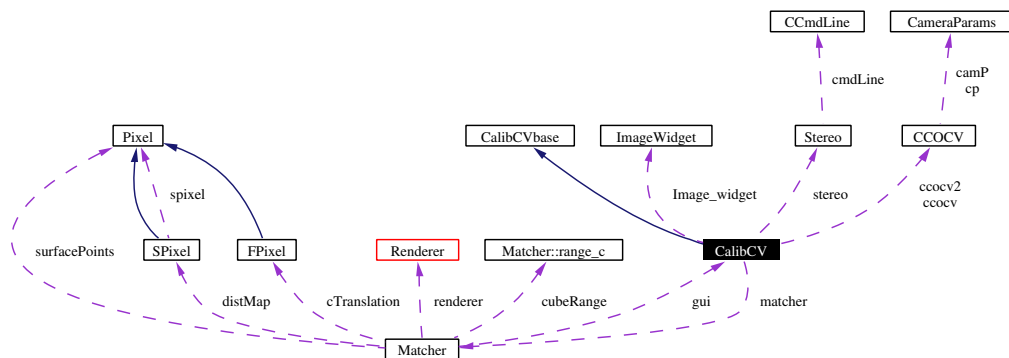 CCmdLine
CameraParams
cmdLine
camP
cp
Pixel
CalibCVbase
ImageWidget
Stereo
CCOCV
spixel
Image_widget
stereo
ccocv2
ccocv
surfacePoints
SPixel
FPixel
Renderer
Matcher::range_c
CalibCV
distMap
cTranslation
renderer
cubeRange
gui
matcher
Matcher